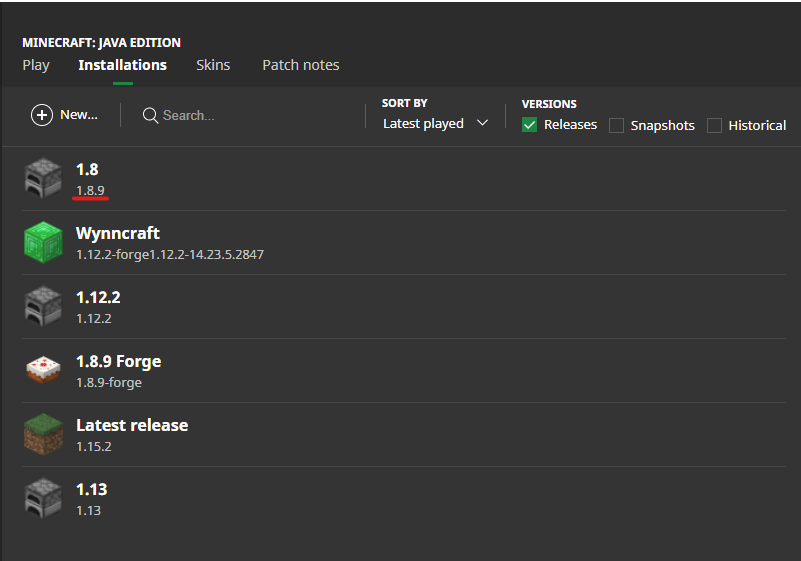 MINECRAFT: JAVA EDITION
Play Installations Skins Patch notes
New... Search... SORT BY Latest played VERSIONS Releases Snapshots Historical
1.8
1.8.9
Wynncraft
1.12.2-forge1.12.2-14.23.5.2847
1.12.2
1.12.2
1.8.9 Forge
1.8.9-forge
Latest release
1.15.2
1.13
1.13